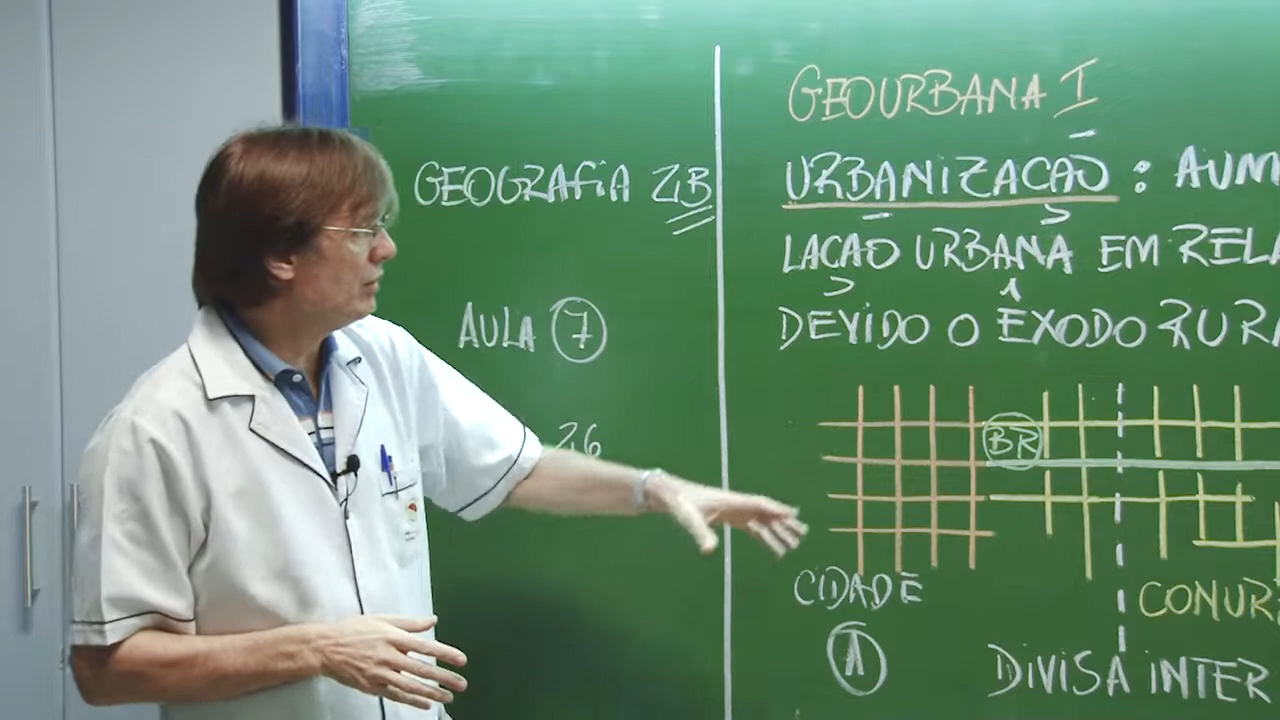 GEOGRAFIA 2B
AULA 7
26
GEOURBANA I
URBANIZAÇÃO : AUM
LAÇÃO URBANA EM RELA
DEVIDO O ÊXODO RURA
BR
CIDADE
A
CONUR
DIVISA INTER